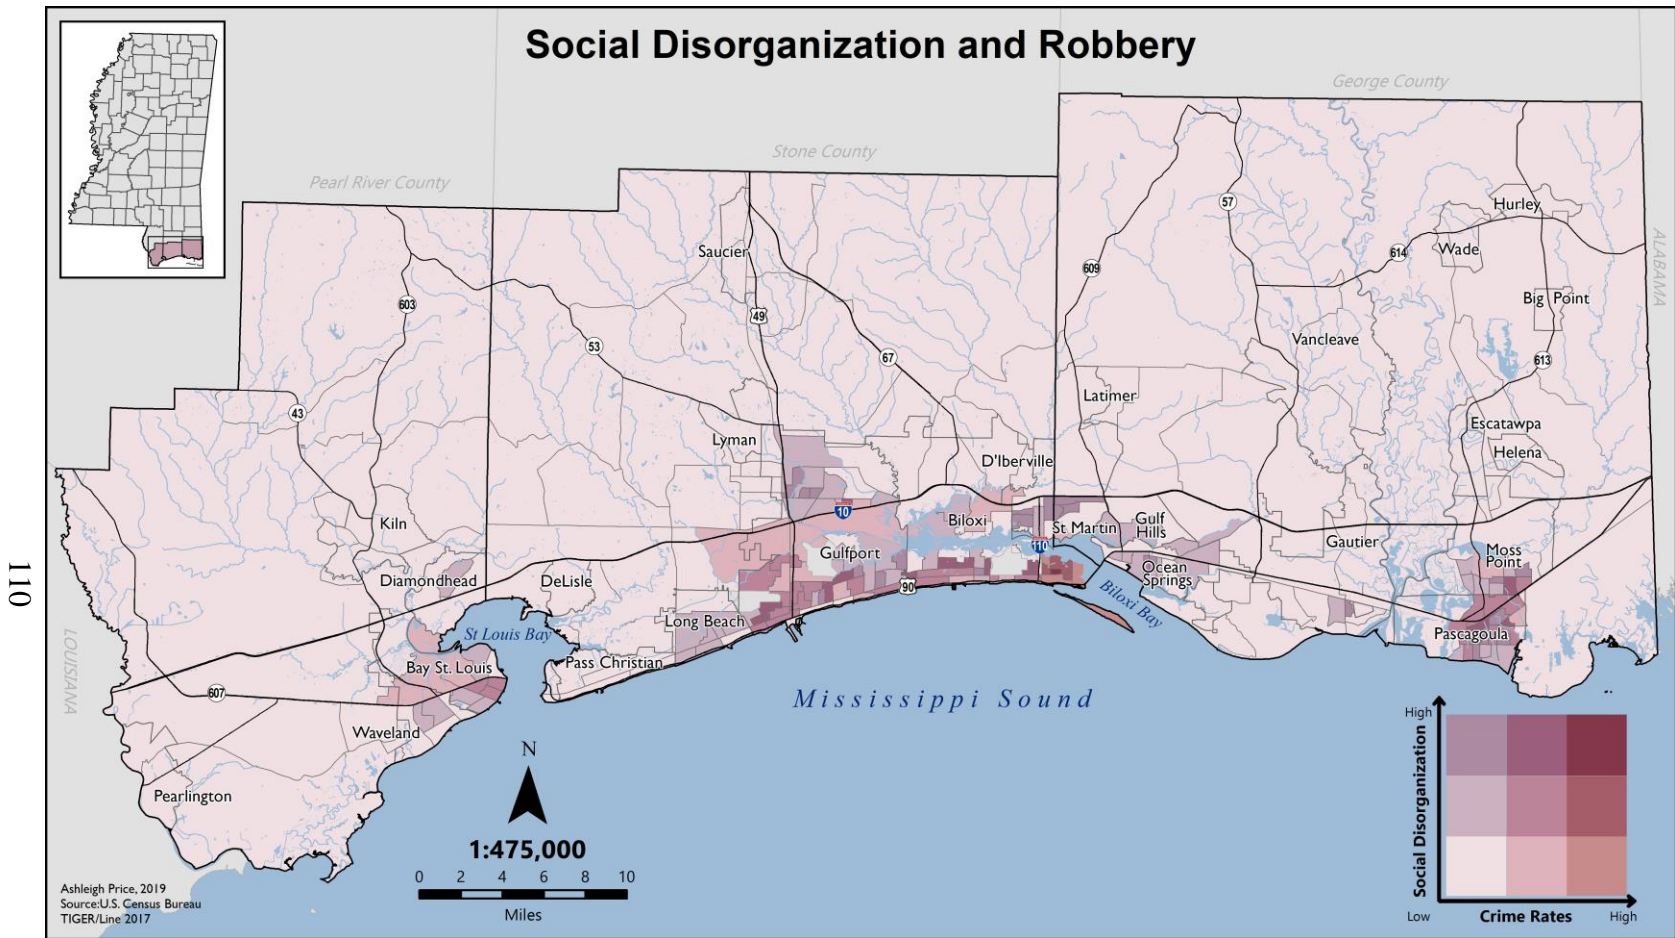 Social Disorganization and Robbery
George County
Stone County
Pearl River County
57
Hurley
614
Wade
Saucier
609
ALABAMA
603
49
Big Point
53
67
Vancleave
613
43
Latimer
Lyman
Escatawpa
D'Iberville
Helena
10
Kiln
Biloxi
St Martin
Gulf
Hills
110
Gautier
Gulfport
Moss
Point
Diamondhead
DeLisle
90
Ocean
Springs
Biloxi Bay
Long Beach
St Louis Bay
Pascagoula
LOUISIANA
Bay St. Louis
Pass Christian
607
Mississippi Sound
Waveland
N
Pearlington
1:475,000
0 2 4 6 8 10
Miles
High
Social Disorganization
Low
Crime Rates
High
Ashleigh Price, 2019
Source:U.S. Census Bureau
TIGER/Line 2017
110